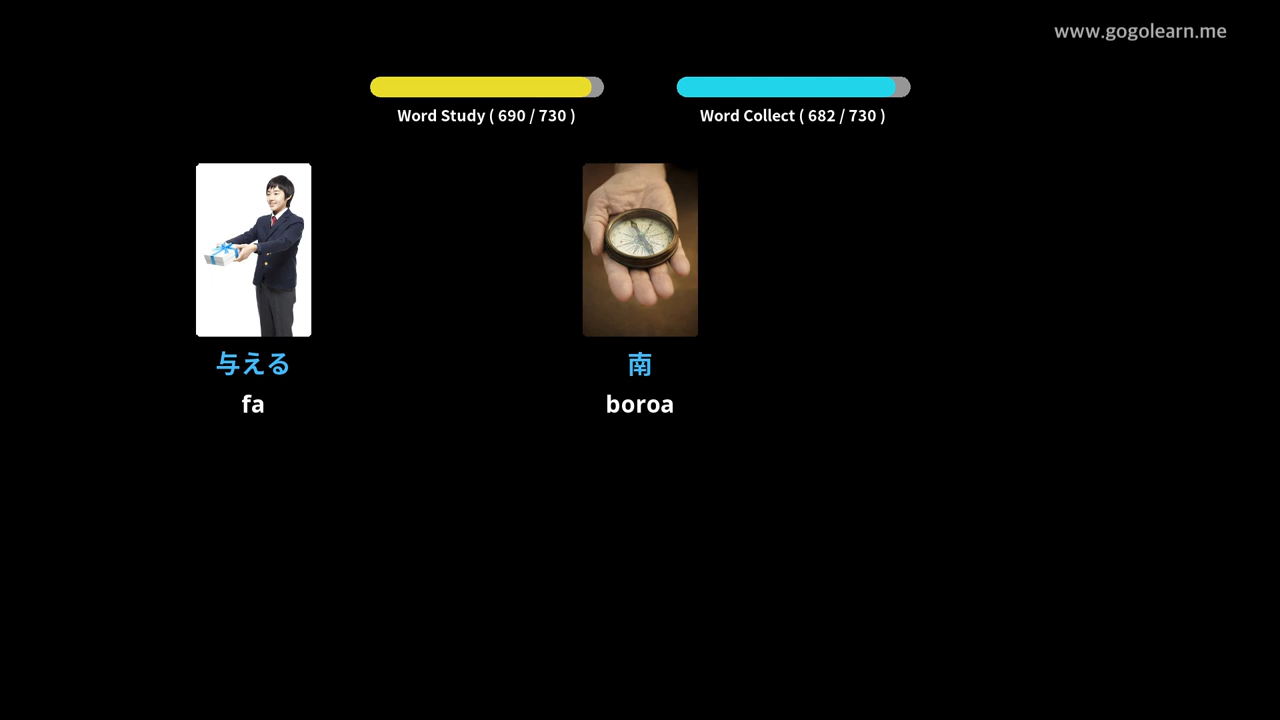 www.gogolearn.me
Word Study ( 690 / 730 )
Word Collect ( 682 / 730 )
与える
fa
南
boroa